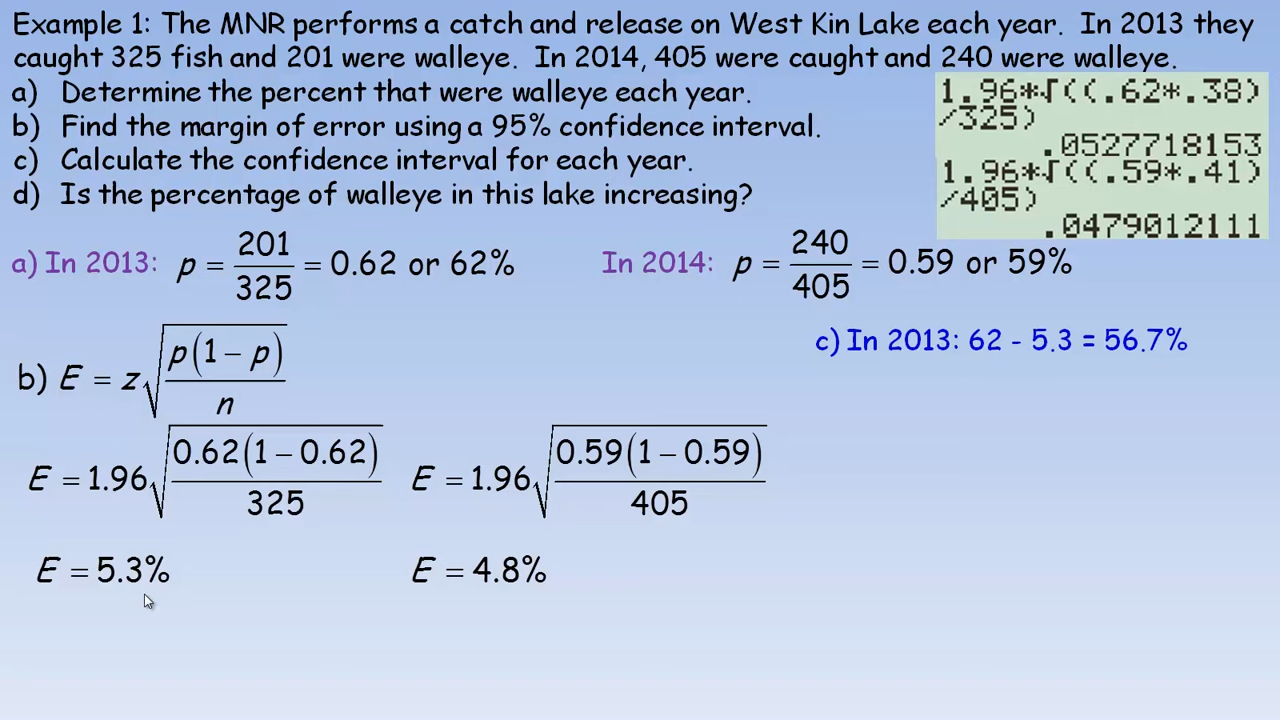 Example 1: The MNR performs a catch and release on West Kin Lake each year. In 2013 they
caught 325 fish and 201 were walleye. In 2014, 405 were caught and 240 were walleye.
a) Determine the percent that were walleye each year.
b) Find the margin of error using a 95% confidence interval.
c) Calculate the confidence interval for each year.
d) Is the percentage of walleye in this lake increasing?
1.96*√((.62*.38)
/325)
.0527718153
1.96*√((.59*.41)
/405)
.0479012111
a) In 2013: p = 201/325 = 0.62 or 62%
In 2014: p = 240/405 = 0.59 or 59%
c) In 2013: 62 - 5.3 = 56.7%
b) E = z√(p(1 − p)/n)
E = 1.96√(0.62(1 − 0.62)/325)
E = 1.96√(0.59(1 − 0.59)/405)
E = 5.3%
E = 4.8%